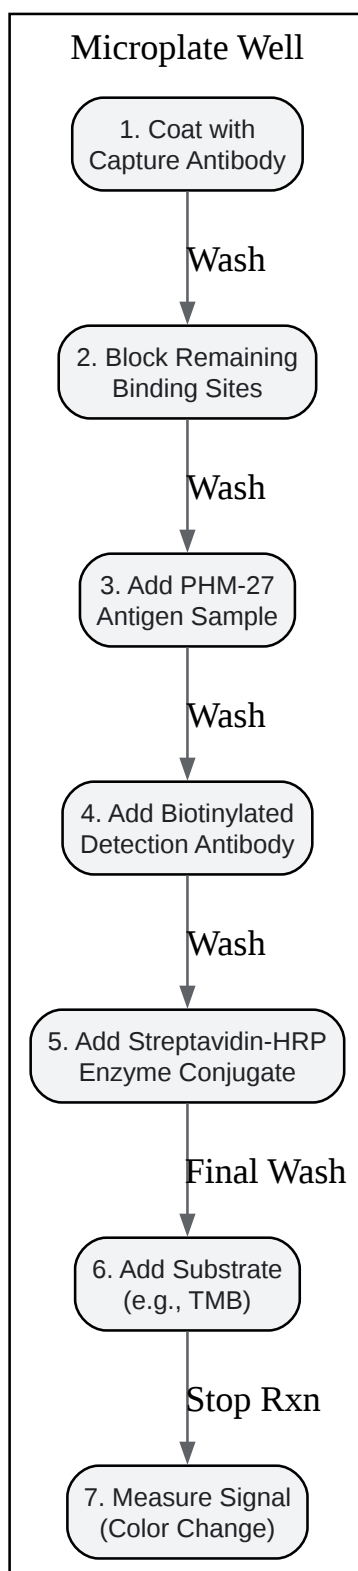 Microplate Well
1. Coat with
Capture Antibody
Wash
2. Block Remaining
Binding Sites
Wash
3. Add PHM-27
Antigen Sample
Wash
4. Add Biotinylated
Detection Antibody
Wash
5. Add Streptavidin-HRP
Enzyme Conjugate
Final Wash
6. Add Substrate
(e.g., TMB)
Stop Rxn
7. Measure Signal
(Color Change)